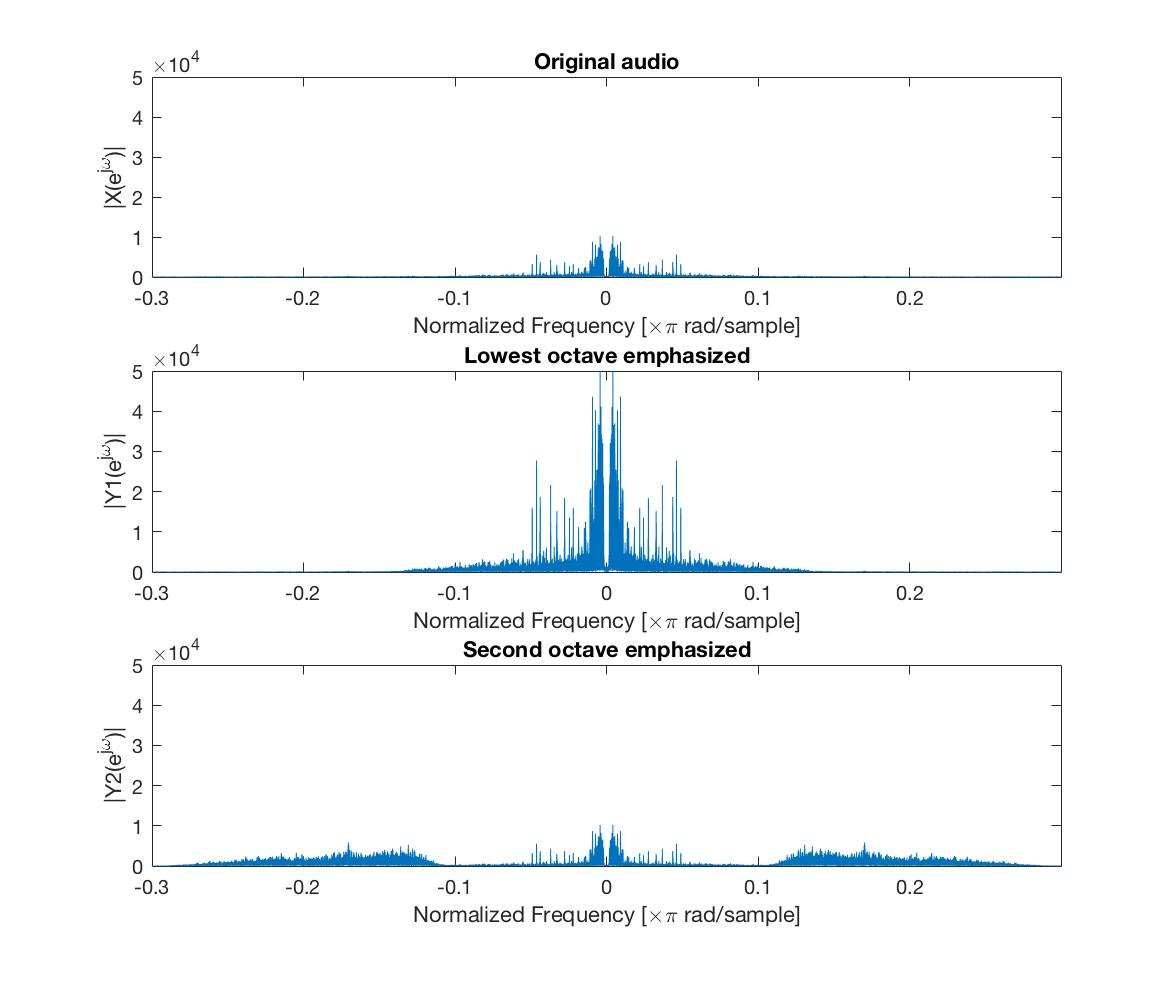 Original audio
×10⁴
5
4
3
2
1
0
|X(e^jω)|
-0.3 -0.2 -0.1 0 0.1 0.2
Normalized Frequency [×π rad/sample]
Lowest octave emphasized
×10⁴
5
4
3
2
1
0
|Y1(e^jω)|
-0.3 -0.2 -0.1 0 0.1 0.2
Normalized Frequency [×π rad/sample]
Second octave emphasized
×10⁴
5
4
3
2
1
0
|Y2(e^jω)|
-0.3 -0.2 -0.1 0 0.1 0.2
Normalized Frequency [×π rad/sample]